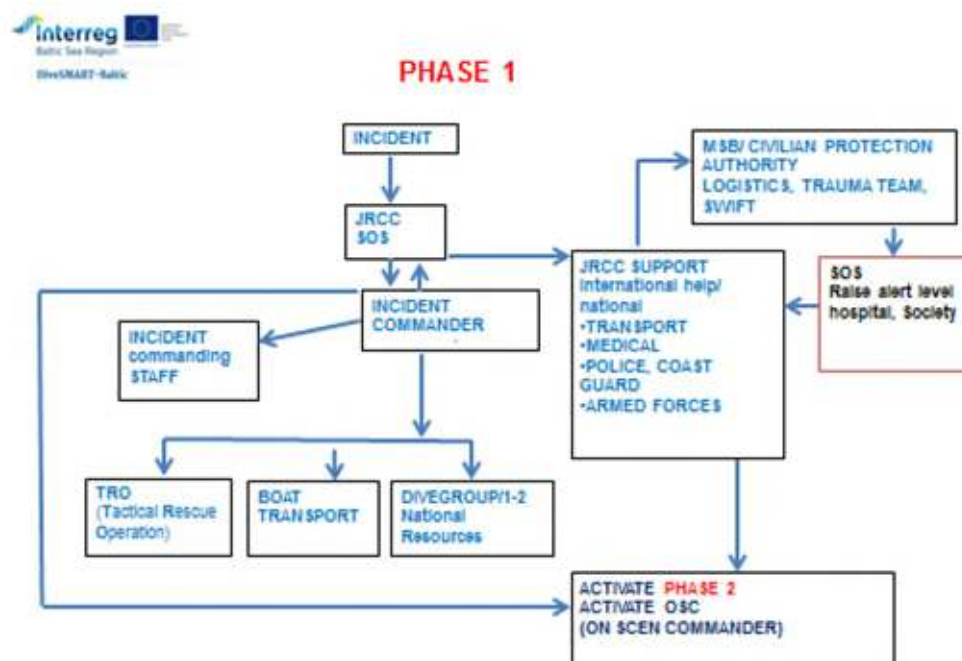 Interreg
Baltic Sea Region
DiveSMART-Baltic
PHASE 1
INCIDENT
JRCC
SOS
INCIDENT
COMMANDER
INCIDENT
commanding
STAFF
TRO
(Tactical Rescue
Operation)
BOAT
TRANSPORT
DIVEGROUP/1-2
National
Resources
MSB/ CIVILIAN PROTECTION
AUTHORITY
LOGISTICS, TRAUMA TEAM,
SWIFT
JRCC SUPPORT
International help/
national
•TRANSPORT
•MEDICAL
•POLICE, COAST
GUARD
•ARMED FORCES
SOS
Raise alert level
hospital, Society
ACTIVATE PHASE 2
ACTIVATE OSC
(ON SCEN COMMANDER)